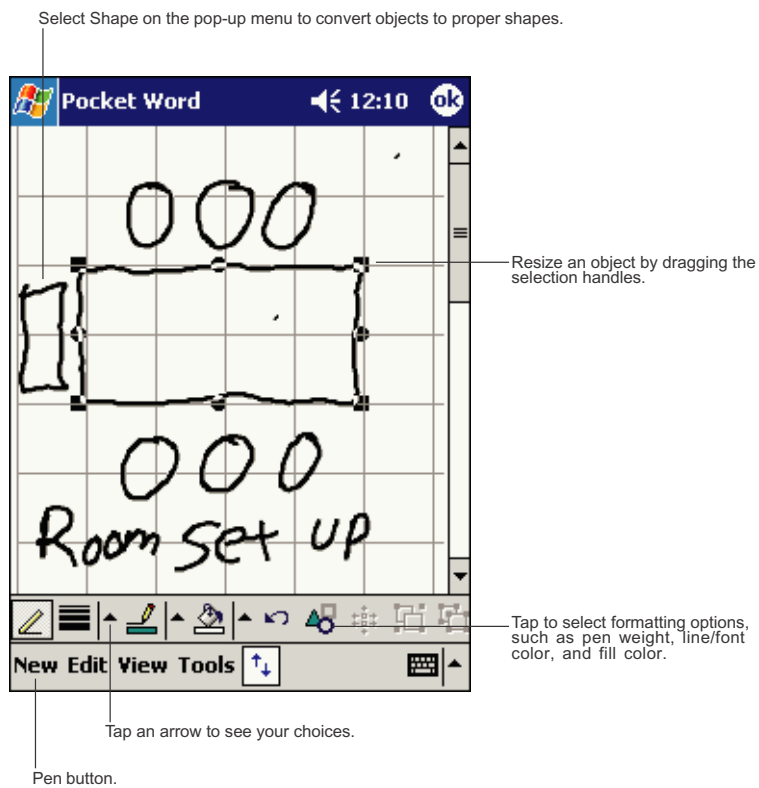 Select Shape on the pop-up menu to convert objects to proper shapes.
Pocket Word 12:10 ok
Resize an object by dragging the
selection handles.
Room set up
Tap to select formatting options,
such as pen weight, line/font
color, and fill color.
New Edit View Tools
Tap an arrow to see your choices.
Pen button.